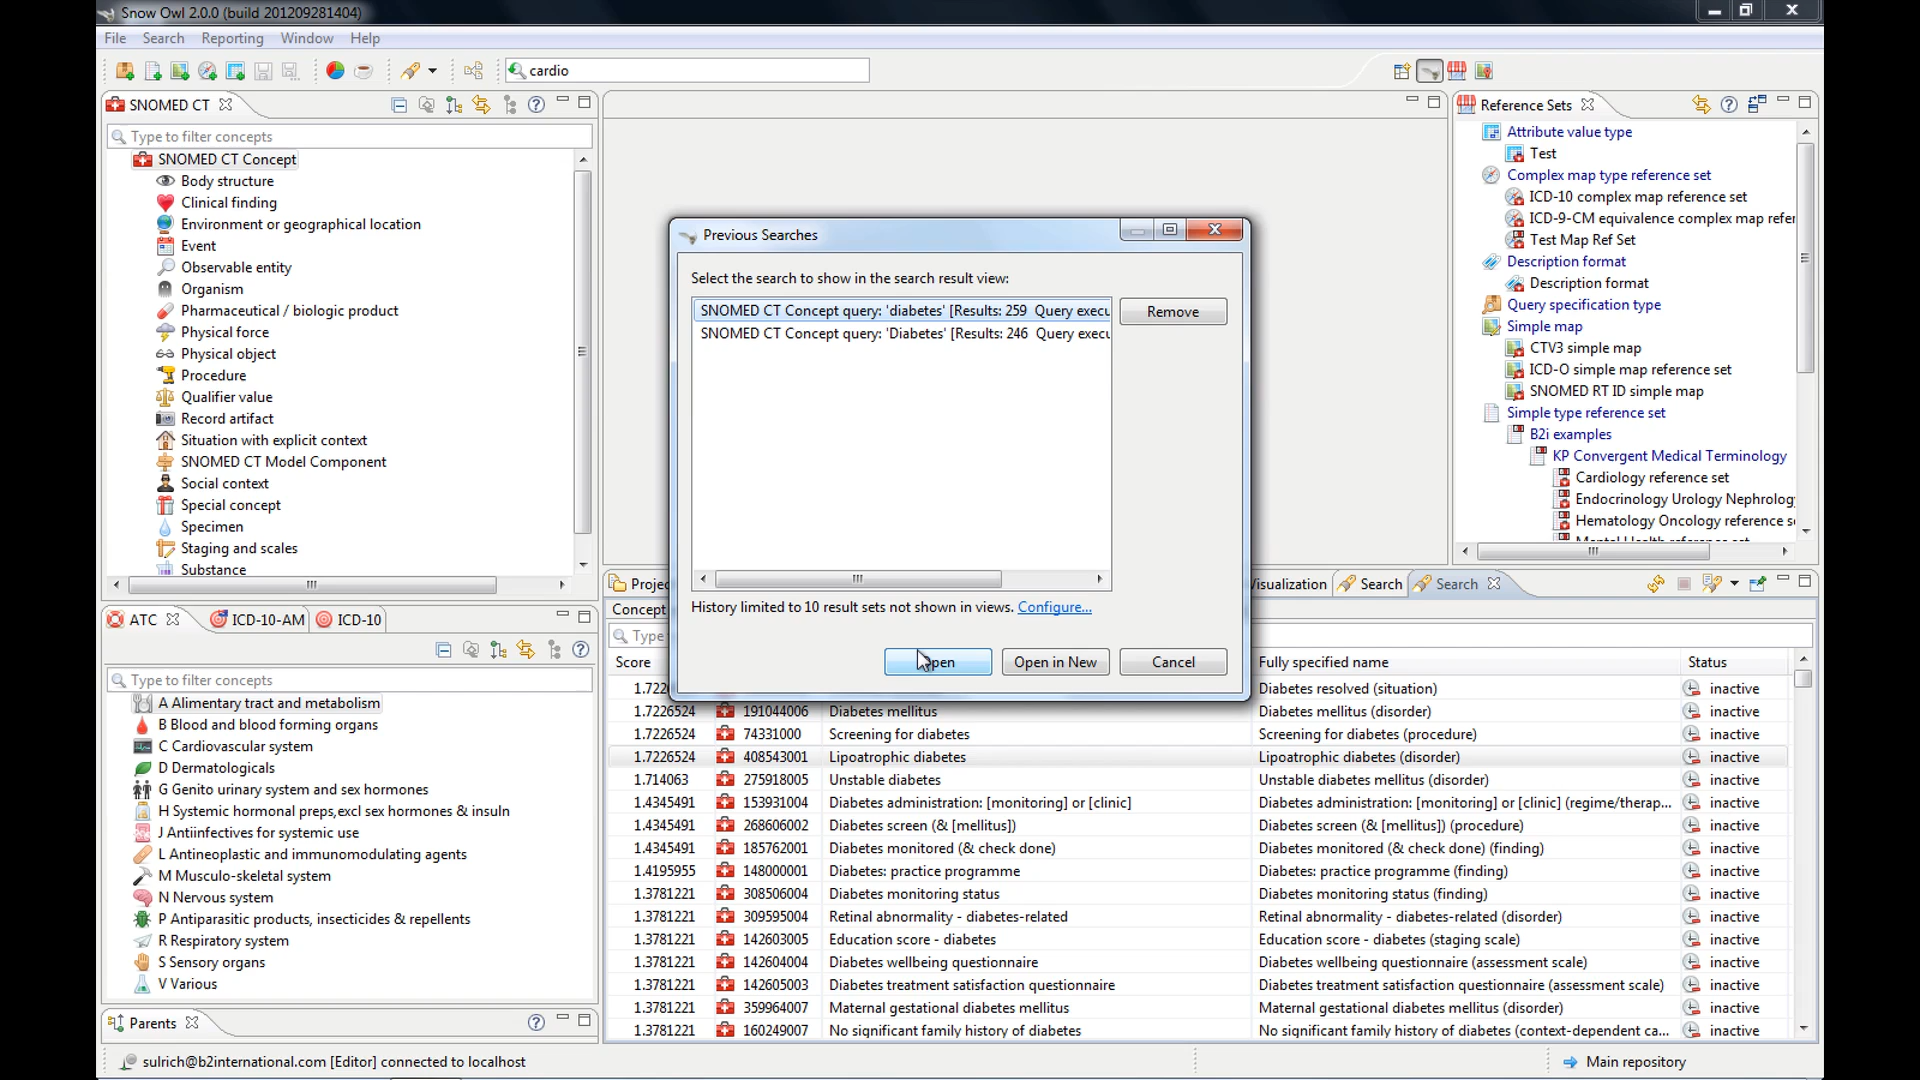 Snow Owl 2.0.0 (build 201209281404)
File Search Reporting Window Help
cardio
SNOMED CT
Type to filter concepts
SNOMED CT Concept
Body structure
Clinical finding
Environment or geographical location
Event
Observable entity
Organism
Pharmaceutical / biologic product
Physical force
Physical object
Procedure
Qualifier value
Record artifact
Situation with explicit context
SNOMED CT Model Component
Social context
Special concept
Specimen
Staging and scales
Substance
ATC ICD-10-AM ICD-10
Type to filter concepts
A Alimentary tract and metabolism
B Blood and blood forming organs
C Cardiovascular system
D Dermatologicals
G Genito urinary system and sex hormones
H Systemic hormonal preps,excl sex hormones & insuln
J Antiinfectives for systemic use
L Antineoplastic and immunomodulating agents
M Musculo-skeletal system
N Nervous system
P Antiparasitic products, insecticides & repellents
R Respiratory system
S Sensory organs
V Various
Parents
Previous Searches
Select the search to show in the search result view:
SNOMED CT Concept query: 'diabetes' [Results: 259 Query execu
SNOMED CT Concept query: 'Diabetes' [Results: 246 Query execu
Remove
History limited to 10 result sets not shown in views. Configure...
Open in New Cancel
Reference Sets
Attribute value type
Test
Complex map type reference set
ICD-10 complex map reference set
ICD-9-CM equivalence complex map refer
Test Map Ref Set
Description format
Description format
Query specification type
Simple map
CTV3 simple map
ICD-O simple map reference set
SNOMED RT ID simple map
Simple type reference set
B2i examples
KP Convergent Medical Terminology
Cardiology reference set
Endocrinology Urology Nephrology
Hematology Oncology reference s
Projec isualization Search Search
Concept
Type
Score Fully specified name Status
1.722 Diabetes resolved (situation) inactive
1.7226524 191044006 Diabetes mellitus Diabetes mellitus (disorder) inactive
1.7226524 74331000 Screening for diabetes Screening for diabetes (procedure) inactive
1.7226524 408543001 Lipoatrophic diabetes Lipoatrophic diabetes (disorder) inactive
1.714063 275918005 Unstable diabetes Unstable diabetes mellitus (disorder) inactive
1.4345491 153931004 Diabetes administration: [monitoring] or [clinic] Diabetes administration: [monitoring] or [clinic] (regime/therap... inactive
1.4345491 268606002 Diabetes screen (& [mellitus]) Diabetes screen (& [mellitus]) (procedure) inactive
1.4345491 185762001 Diabetes monitored (& check done) Diabetes monitored (& check done) (finding) inactive
1.4195955 148000001 Diabetes: practice programme Diabetes: practice programme (finding) inactive
1.3781221 308506004 Diabetes monitoring status Diabetes monitoring status (finding) inactive
1.3781221 309595004 Retinal abnormality - diabetes-related Retinal abnormality - diabetes-related (disorder) inactive
1.3781221 142603005 Education score - diabetes Education score - diabetes (staging scale) inactive
1.3781221 142604004 Diabetes wellbeing questionnaire Diabetes wellbeing questionnaire (assessment scale) inactive
1.3781221 142605003 Diabetes treatment satisfaction questionnaire Diabetes treatment satisfaction questionnaire (assessment scale) inactive
1.3781221 359964007 Maternal gestational diabetes mellitus Maternal gestational diabetes mellitus (disorder) inactive
1.3781221 160249007 No significant family history of diabetes No significant family history of diabetes (context-dependent ca... inactive
sulrich@b2international.com [Editor] connected to localhost Main repository